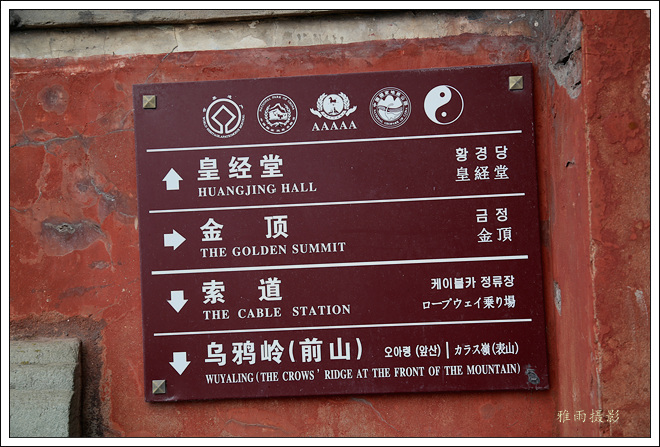 AAAAA
皇经堂
HUANGJING HALL
황경당
皇経堂
金 顶
THE GOLDEN SUMMIT
금정
金頂
索 道
THE CABLE STATION
케이블카 정류장
ロープウェイ乗り場
乌鸦岭(前山)
오아령 (앞산) | カラス嶺(表山)
WUYALING (THE CROWS' RIDGE AT THE FRONT OF THE MOUNTAIN)
雅雨摄影